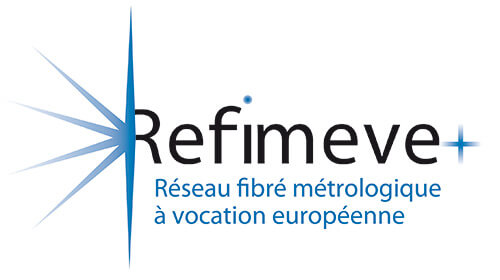 Refimeve+
Réseau fibré métrologique
à vocation européenne